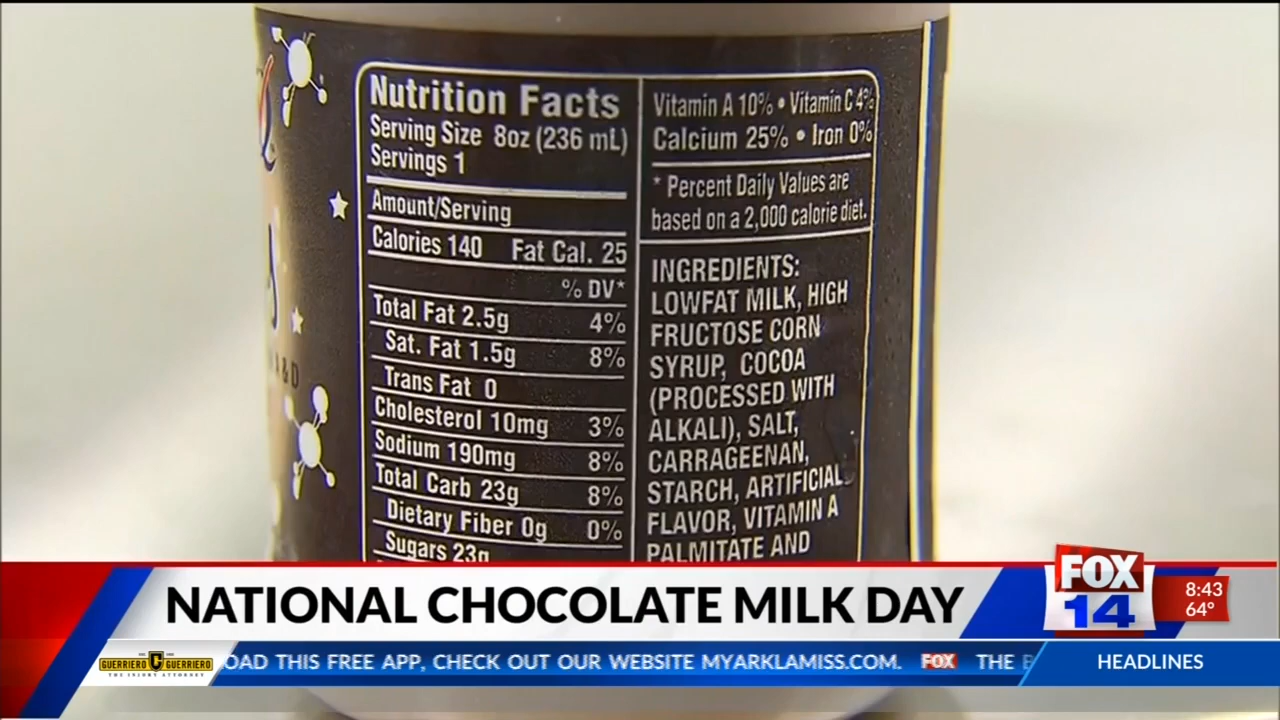 Nutrition Facts
Serving Size 8oz (236 mL)
Servings 1
Amount/Serving
Calories 140 Fat Cal. 25
% DV*
Total Fat 2.5g 4%
Sat. Fat 1.5g 8%
Trans Fat 0
Cholesterol 10mg 3%
Sodium 190mg 8%
Total Carb 23g 8%
Dietary Fiber 0g 0%
Sugars 23g
Vitamin A 10% • Vitamin C 4%
Calcium 25% • Iron 0%
* Percent Daily Values are
based on a 2,000 calorie diet.
INGREDIENTS:
LOWFAT MILK, HIGH
FRUCTOSE CORN
SYRUP, COCOA
(PROCESSED WITH
ALKALI), SALT,
CARRAGEENAN,
STARCH, ARTIFICIAL
FLAVOR, VITAMIN A
PALMITATE AND
A & D
NATIONAL CHOCOLATE MILK DAY
FOX
14
8:43
64°
GUERRIERO G GUERRIERO
THE INJURY ATTORNEY
OAD THIS FREE APP, CHECK OUT OUR WEBSITE MYARKLAMISS.COM. FOX THE
HEADLINES